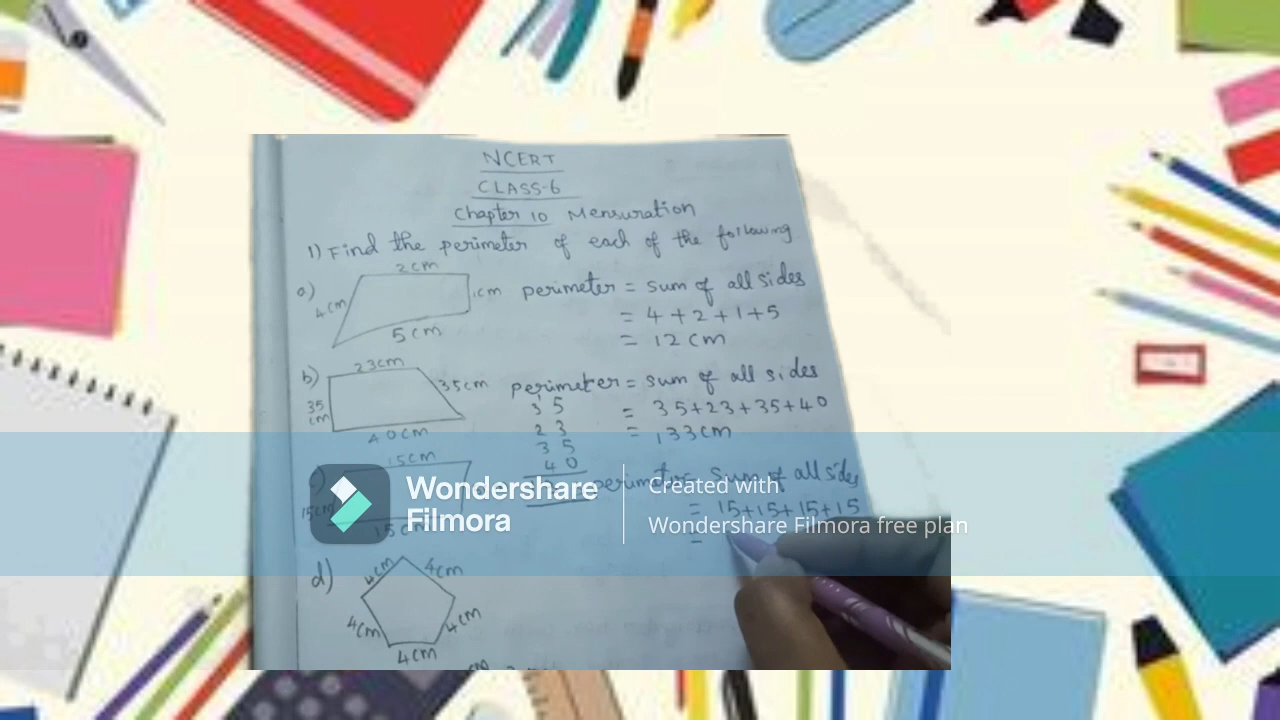 NCERT
CLASS-6
Chapter 10 Mensuration
1) Find the perimeter of each of the following
a) 2cm
4cm
1cm
5cm
perimeter = sum of all sides
= 4+2+1+5
= 12cm
b) 23cm
35cm
35
cm
40cm
perimeter = sum of all sides
= 35+23+35+40
= 133cm
35
23
35
40
15cm
15cm
perimeter = sum of all sides
= 15+15+15+15
=
Wondershare
Filmora
Created with
Wondershare Filmora free plan
d) 4cm
4cm
4cm
4cm
4cm